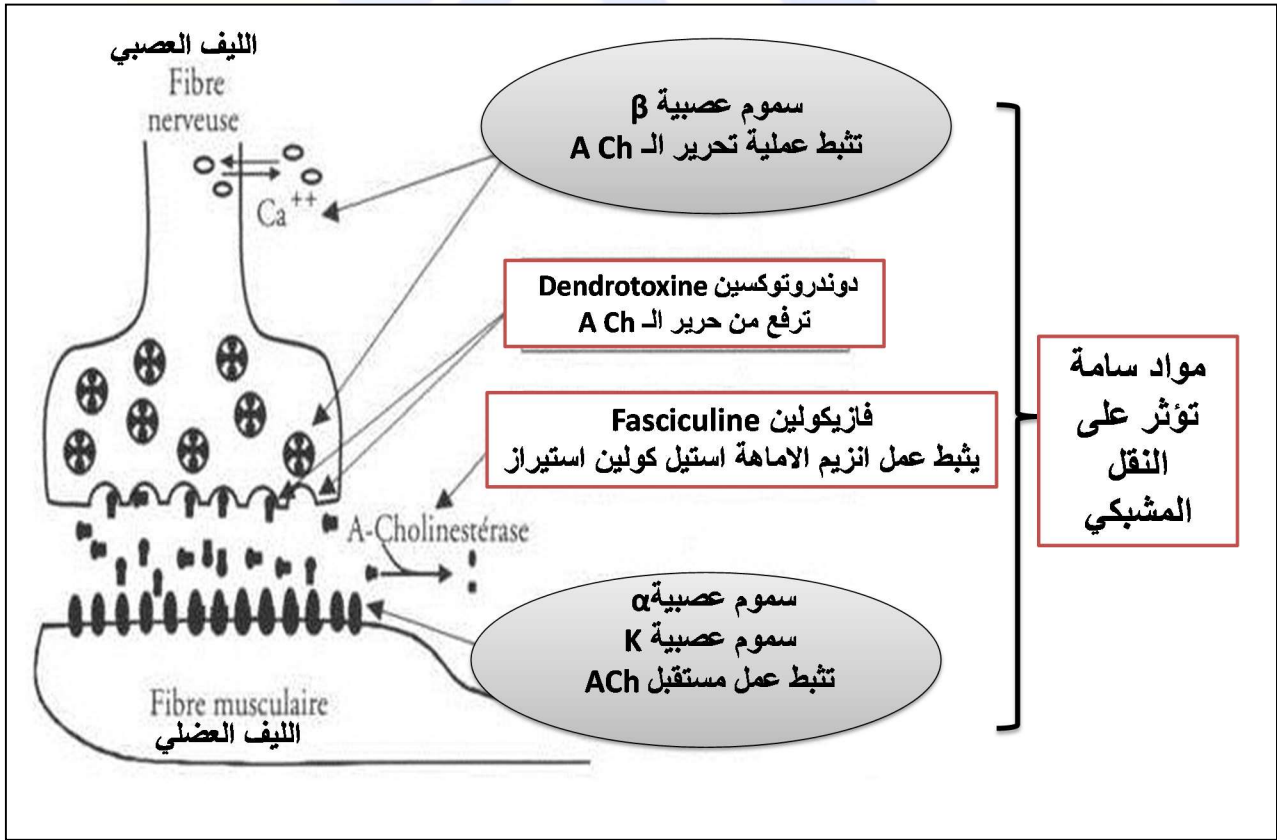 الليف العصبي
Fibre
nerveuse
Ca++
سموم عصبية β
تثبط عملية تحرير الـ A Ch
دوندروتوكسين Dendrotoxine
ترفع من حرير الـ A Ch
فازيكولين Fasciculine
يثبط عمل انزيم الاماهة استيل كولين استيراز
A-Cholinestérase
سموم عصبية α
سموم عصبية K
تثبط عمل مستقبل ACh
Fibre musculaire
الليف العضلي
مواد سامة
تؤثر على
النقل
المشبكي